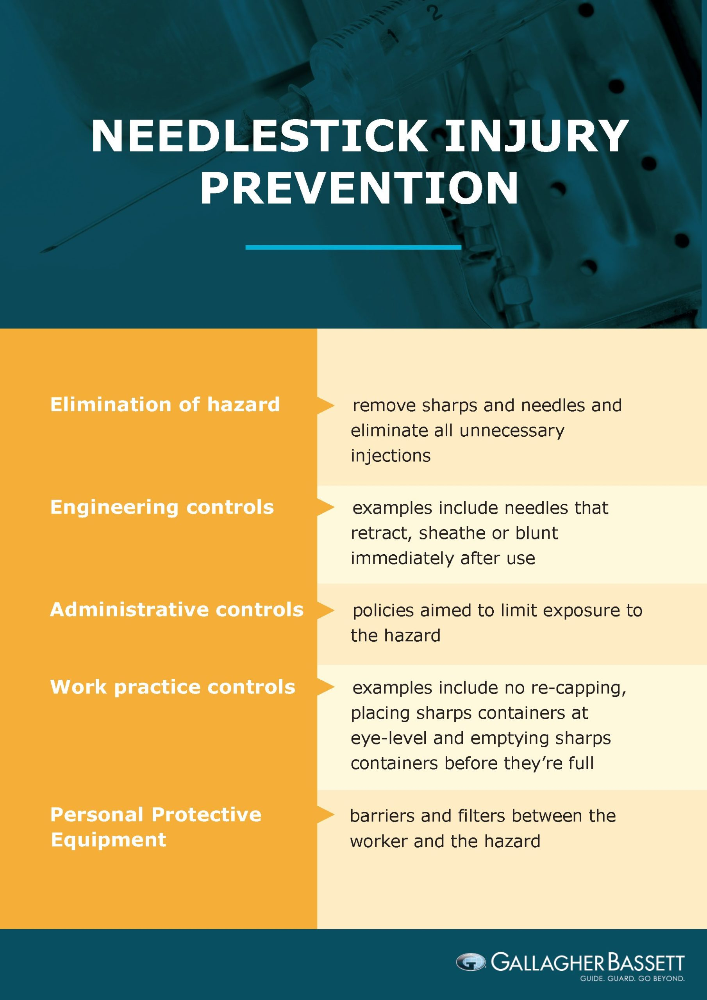 2
1
NEEDLESTICK INJURY
PREVENTION
Elimination of hazard
remove sharps and needles and
eliminate all unnecessary
injections
Engineering controls
examples include needles that
retract, sheathe or blunt
immediately after use
Administrative controls
policies aimed to limit exposure to
the hazard
Work practice controls
examples include no re-capping,
placing sharps containers at
eye-level and emptying sharps
containers before they’re full
Personal Protective
Equipment
barriers and filters between the
worker and the hazard
GALLAGHER BASSETT
GUIDE. GUARD. GO BEYOND.